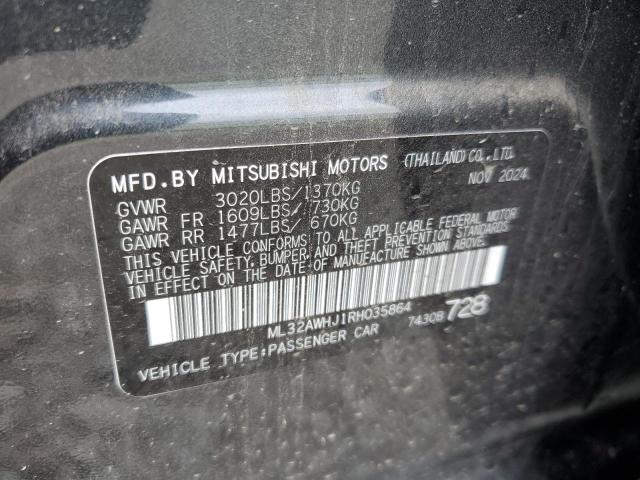 MFD.BY MITSUBISHI MOTORS (THAILAND) CO.,LTD.
NOV 2024
GVWR 3020LBS/1370KG
GAWR FR 1609LBS/ 730KG
GAWR RR 1477LBS/ 670KG
THIS VEHICLE CONFORMS TO ALL APPLICABLE FEDERAL MOTOR
VEHICLE SAFETY, BUMPER, AND THEFT PREVENTION STANDARDS
IN EFFECT ON THE DATE OF MANUFACTURE SHOWN ABOVE.
ML32AWHJ1RH035864
7430B 728
VEHICLE TYPE:PASSENGER CAR